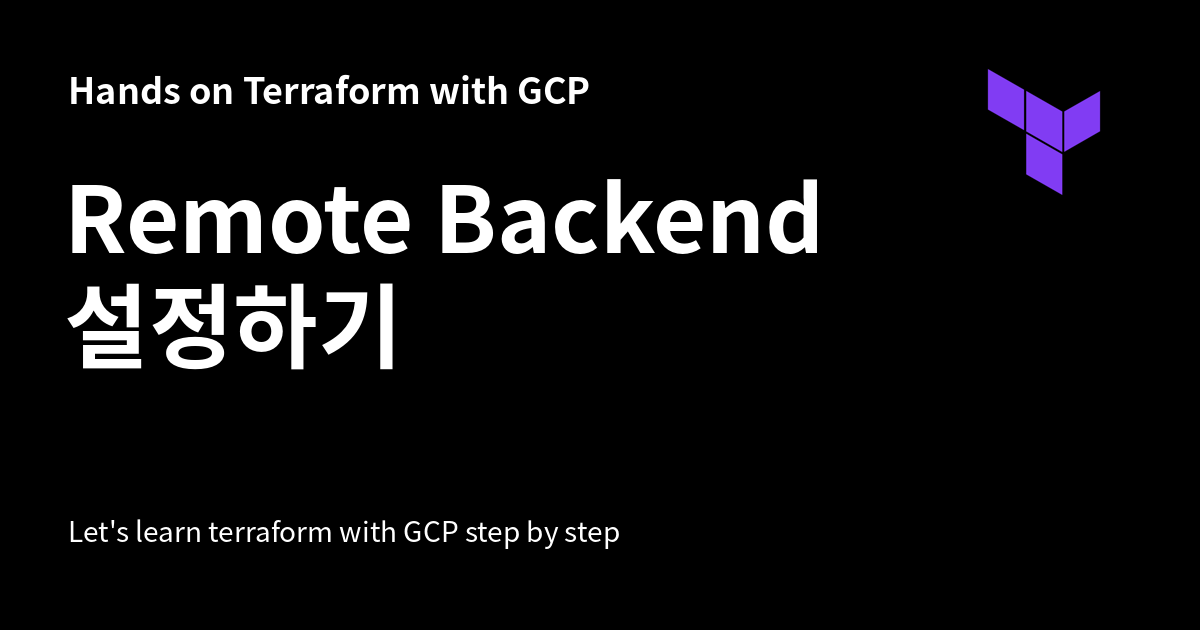 Hands on Terraform with GCP
Remote Backend
설정하기
Let's learn terraform with GCP step by step